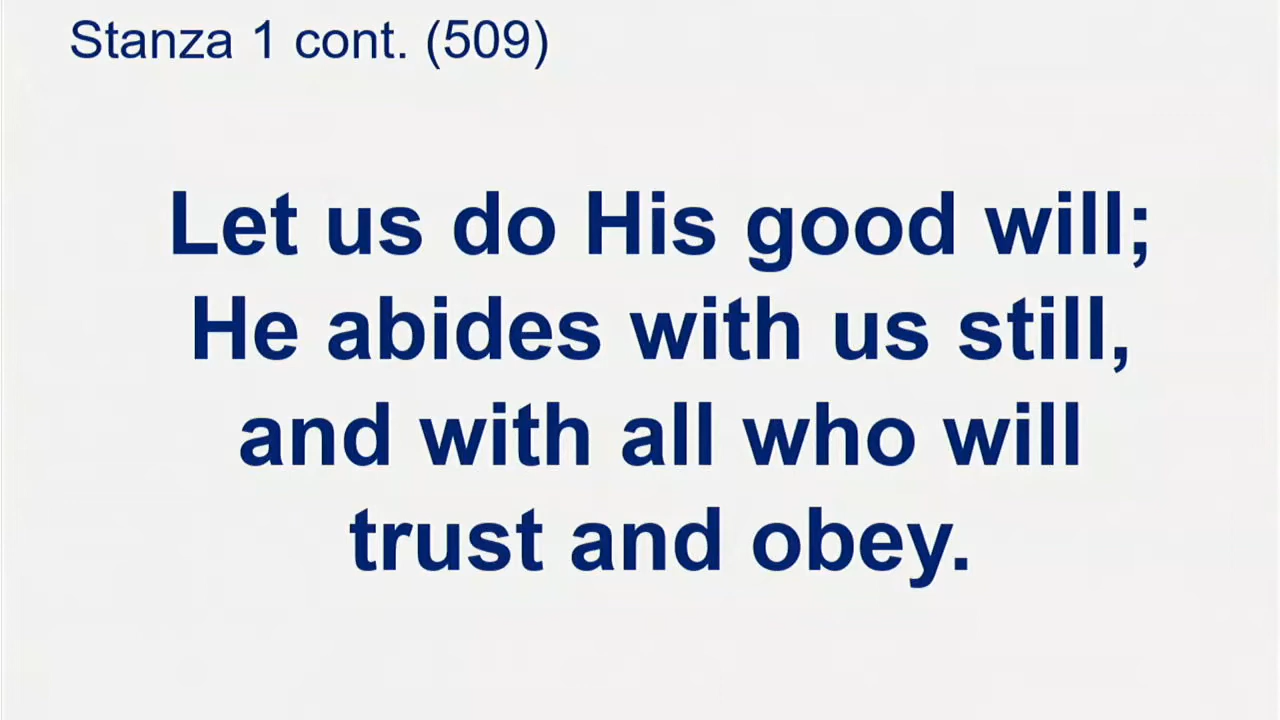 Stanza 1 cont. (509)
Let us do His good will;
He abides with us still,
and with all who will
trust and obey.